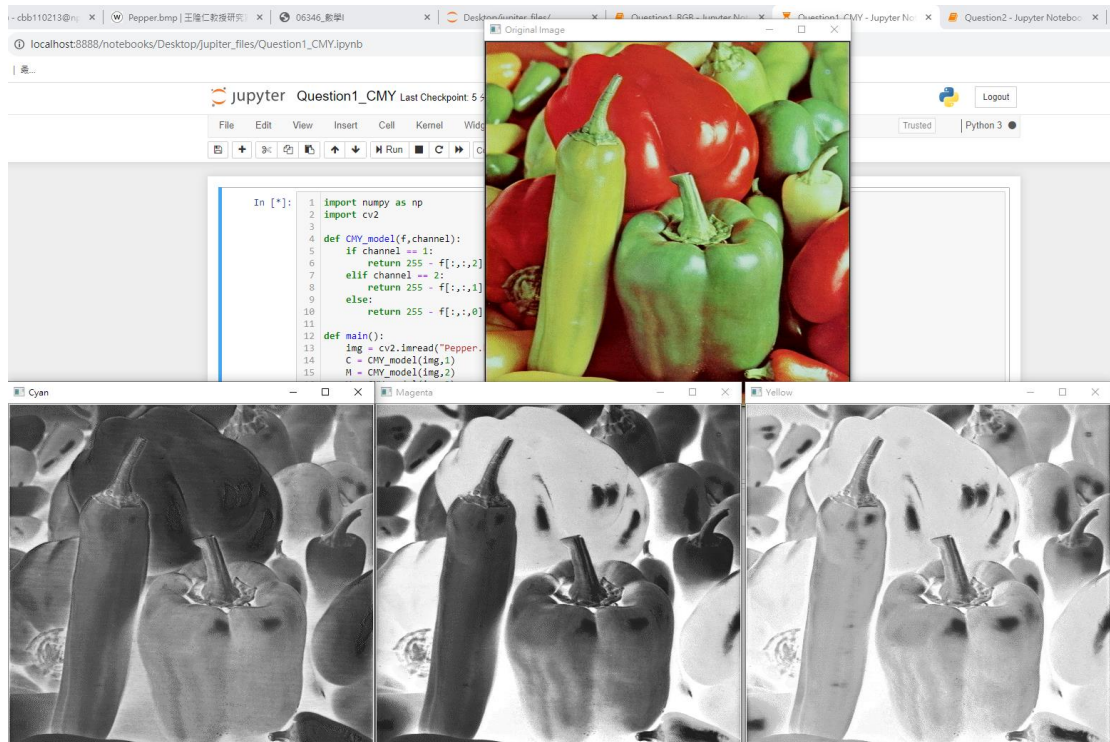 - cbb110213@n
Pepper.bmp | 王隆仁教授研究
06346_數學I
Desktop/jupiter_files/
Question1_RGB - Jupyter No
Question1_CMY - Jupyter No
Question2 - Jupyter Noteboo
localhost:8888/notebooks/Desktop/jupiter_files/Question1_CMY.ipynb
Original Image
jupyter Question1_CMY Last Checkpoint: 5
Logout
File Edit View Insert Cell Kernel Widg
Trusted Python 3
Run
In [*]:
1 import numpy as np
2 import cv2
3
4 def CMY_model(f,channel):
5 if channel == 1:
6 return 255 - f[:,:,2]
7 elif channel == 2:
8 return 255 - f[:,:,1]
9 else:
10 return 255 - f[:,:,0]
11
12 def main():
13 img = cv2.imread("Pepper.
14 C = CMY_model(img,1)
15 M = CMY_model(img,2)
Cyan
Magenta
Yellow